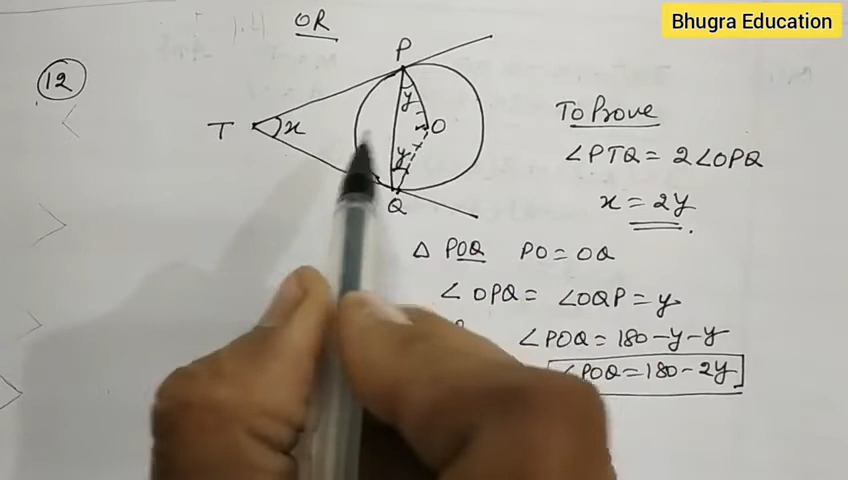 Bhugra Education
OR
12
P
y
T
x
O
y
Q
To Prove
∠PTQ = 2∠OPQ
x = 2y.
△ POQ PO = OQ
∠ OPQ = ∠OQP = y
∠POQ = 180-y-y
∠POQ = 180-2y